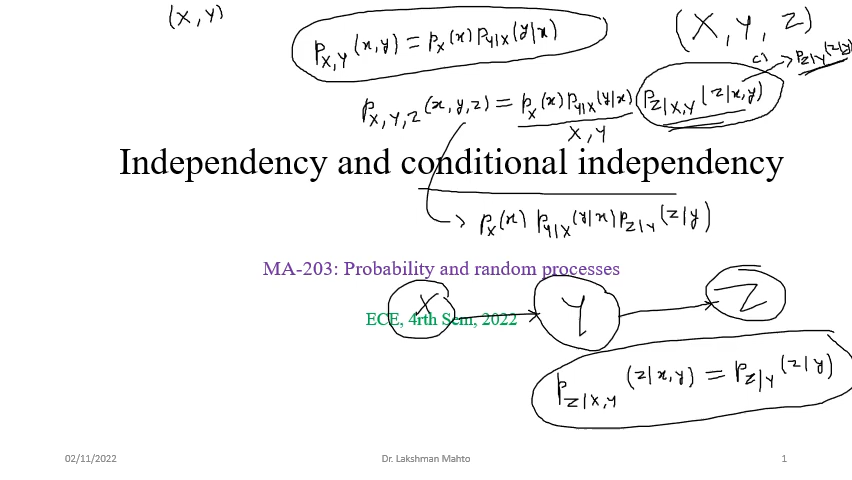 (X, Y)
p_{X,Y}(x,y) = p_X(x) p_{Y|X}(y|x)
(X, Y, Z)
CI → p_{Z|Y}(z|y)
p_{X,Y,Z}(x,y,z) = p_X(x) p_{Y|X}(y|x) p_{Z|X,Y}(z|x,y)
X, Y
Independency and conditional independency
→ p_X(x) p_{Y|X}(y|x) p_{Z|Y}(z|y)
MA-203: Probability and random processes
X → Y → Z
ECE, 4rth Sem, 2022
p_{Z|X,Y}(z|x,y) = p_{Z|Y}(z|y)
02/11/2022 Dr. Lakshman Mahto 1